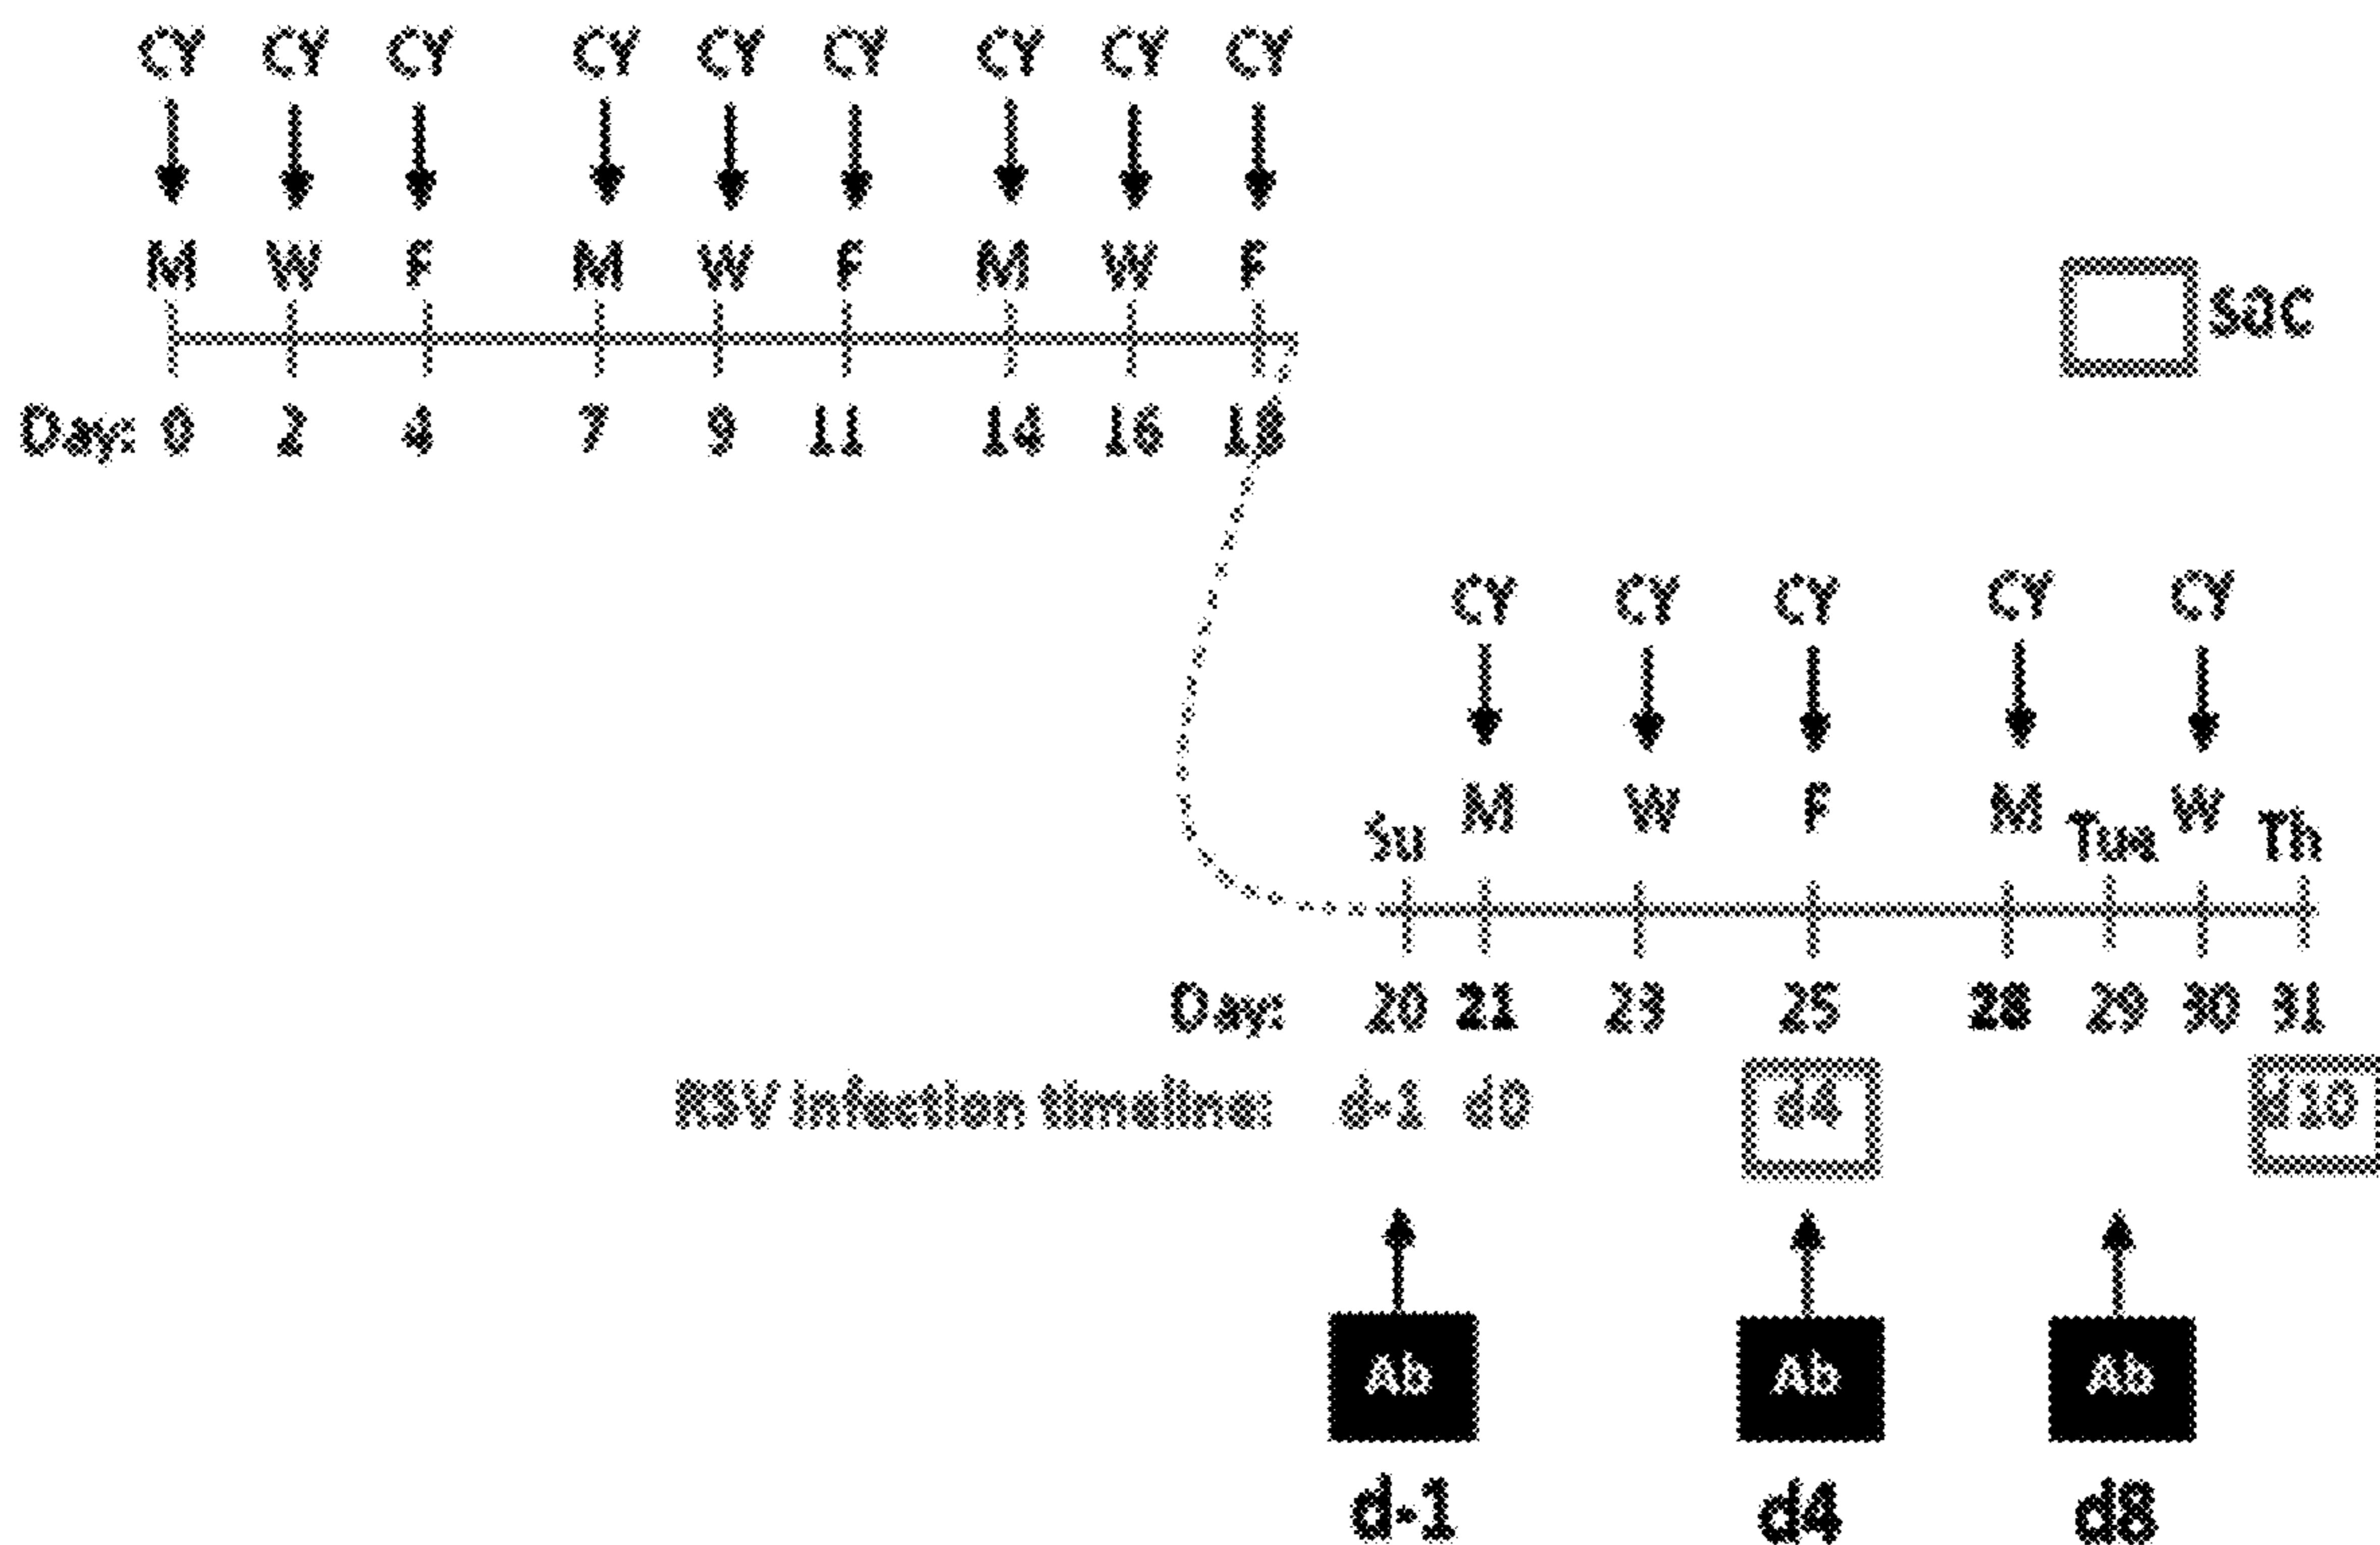 CY CY CY CY CY CY CY CY CY
M W F M W F M W F
sac
Day: 0 2 4 7 9 11 14 16 18
CY CY CY CY CY
Su M W F M Tue W Th
Day: 20 21 23 25 28 29 30 31
RSV infection timeline: d-1 d0 d4 d10
Ab Ab Ab
d-1 d4 d8